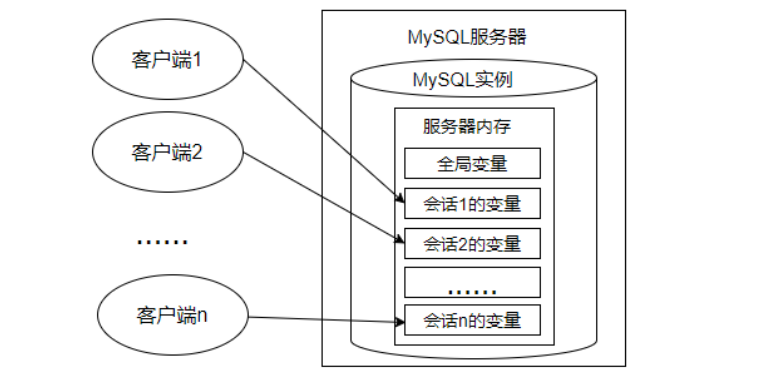 MySQL服务器
客户端1
MySQL实例
服务器内存
客户端2
全局变量
会话1的变量
会话2的变量
……
……
客户端n
会话n的变量